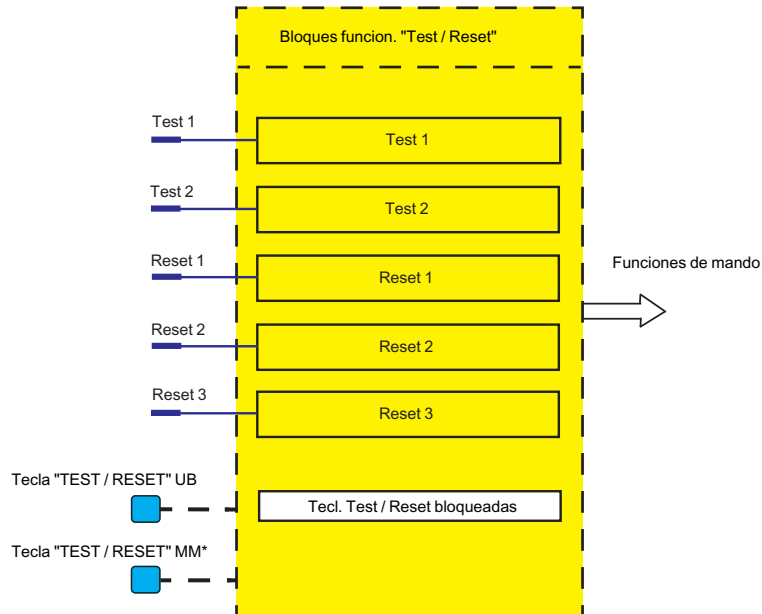 Bloques funcion. "Test / Reset"
Test 1
Test 1
Test 2
Test 2
Reset 1
Reset 1
Funciones de mando
Reset 2
Reset 2
Reset 3
Reset 3
Tecla "TEST / RESET" UB
Tecl. Test / Reset bloqueadas
Tecla "TEST / RESET" MM*